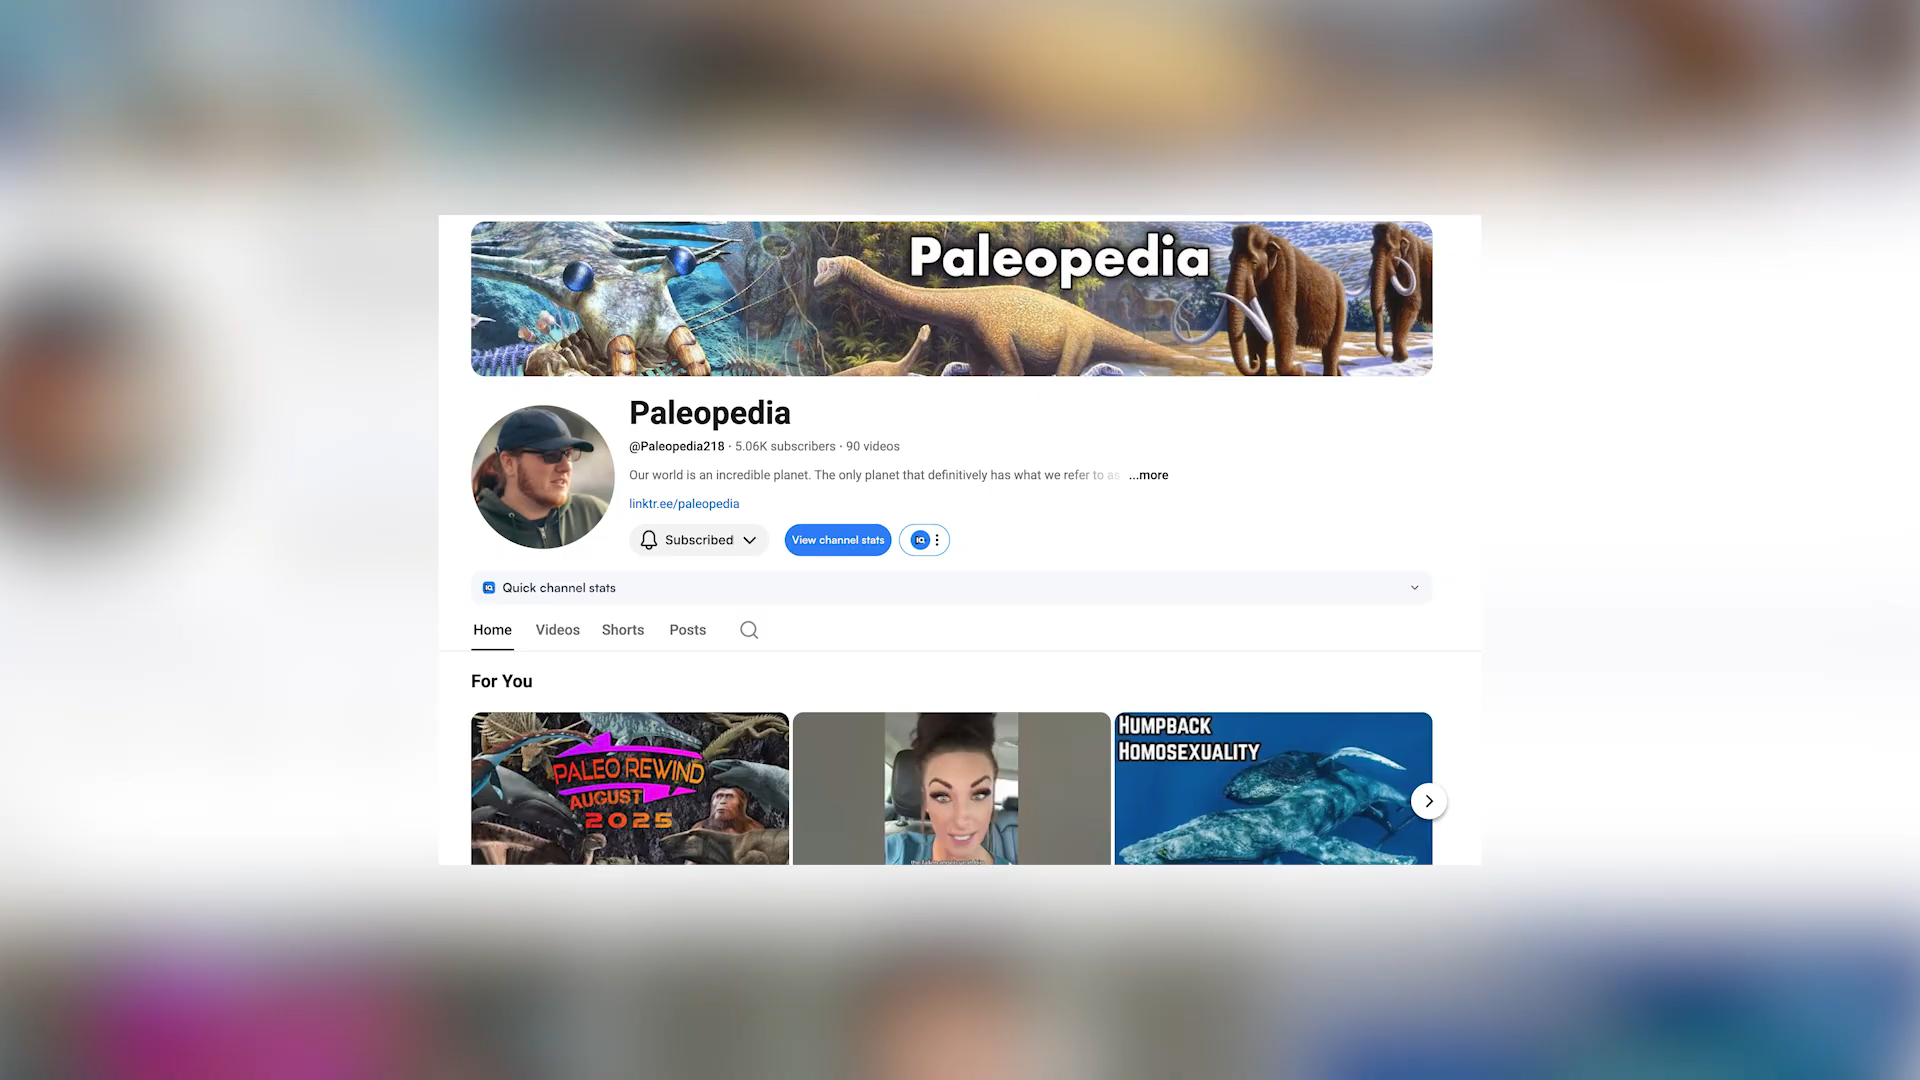 Paleopedia
Paleopedia
@Paleopedia218 · 5.06K subscribers · 90 videos
Our world is an incredible planet. The only planet that definitively has what we refer to as ...more
linktr.ee/paleopedia
Subscribed
View channel stats
IQ
IQ Quick channel stats
Home Videos Shorts Posts
For You
PALEO REWIND
AUGUST
2025
HUMPBACK
HOMOSEXUALITY